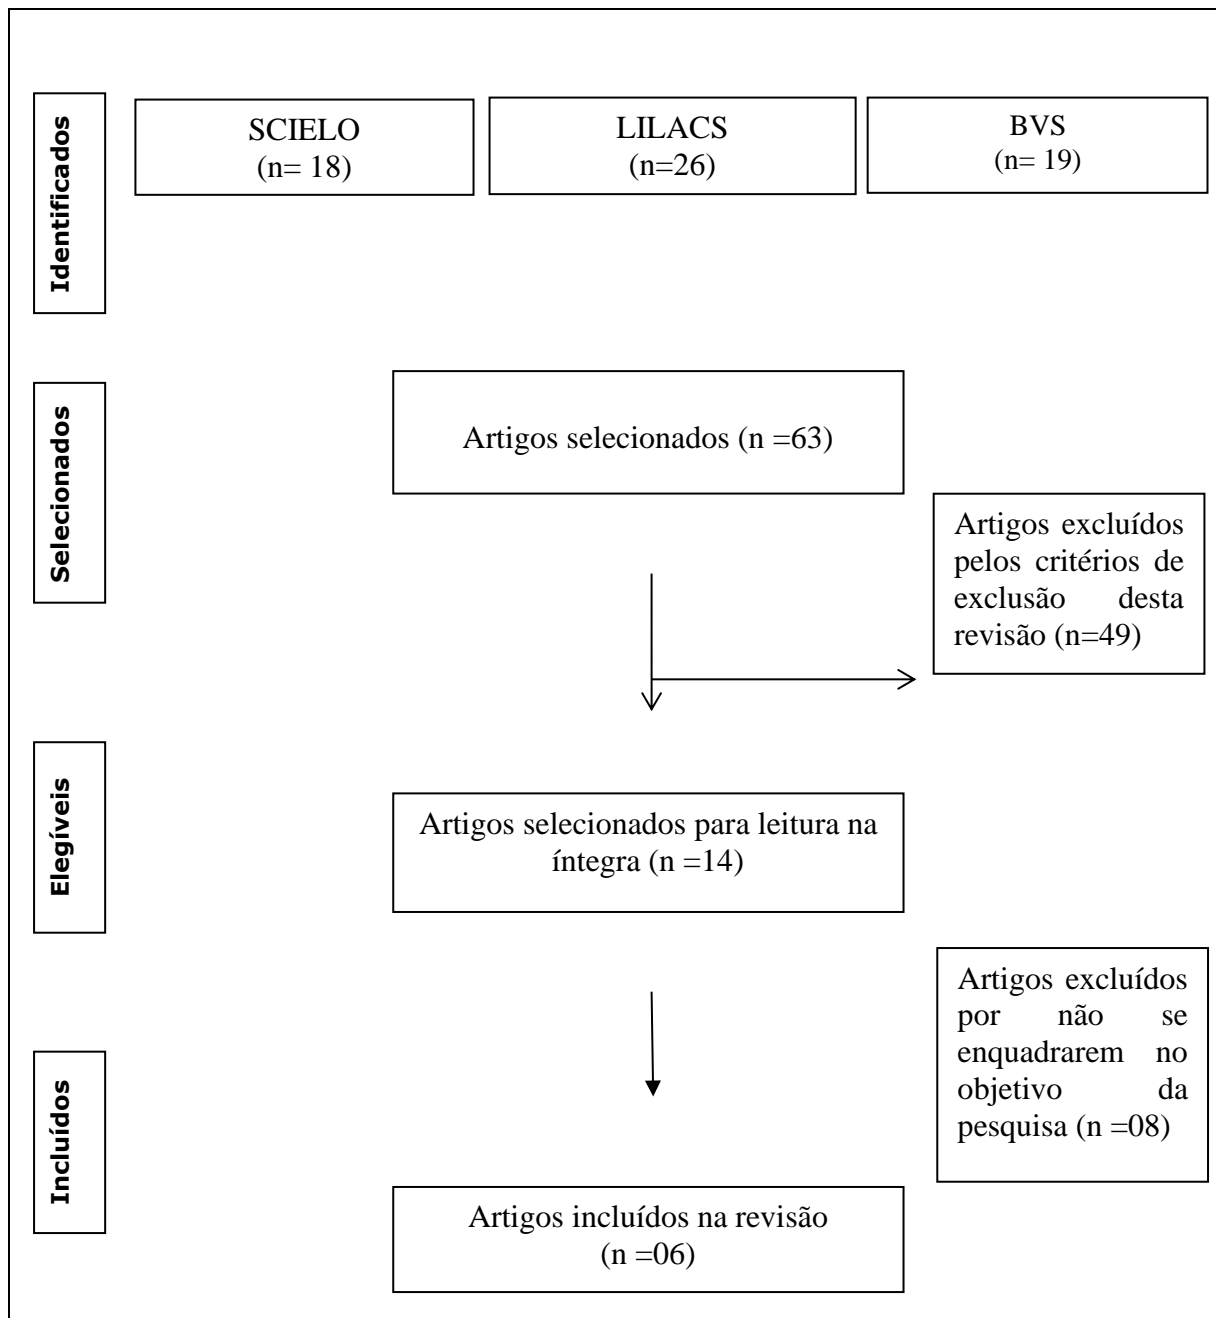 Identificados
SCIELO
(n= 18)
LILACS
(n=26)
BVS
(n= 19)
Selecionados
Artigos selecionados (n =63)
Artigos excluídos
pelos critérios de
exclusão desta
revisão (n=49)
Elegíveis
Artigos selecionados para leitura na
íntegra (n =14)
Artigos excluídos
por não se
enquadrarem no
objetivo da
pesquisa (n =08)
Incluídos
Artigos incluídos na revisão
(n =06)